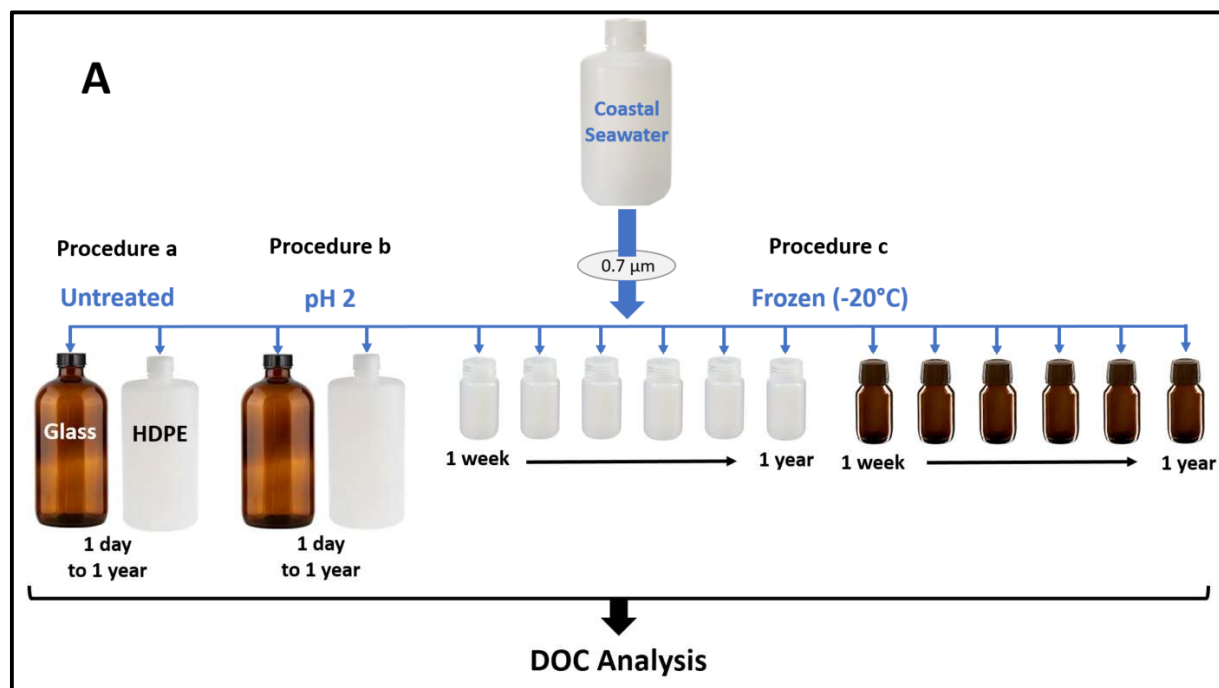 A
Coastal
Seawater
0.7 µm
Procedure a
Procedure b
Procedure c
Untreated
pH 2
Frozen (-20°C)
Glass
HDPE
1 day
to 1 year
1 day
to 1 year
1 week
1 year
1 week
1 year
DOC Analysis